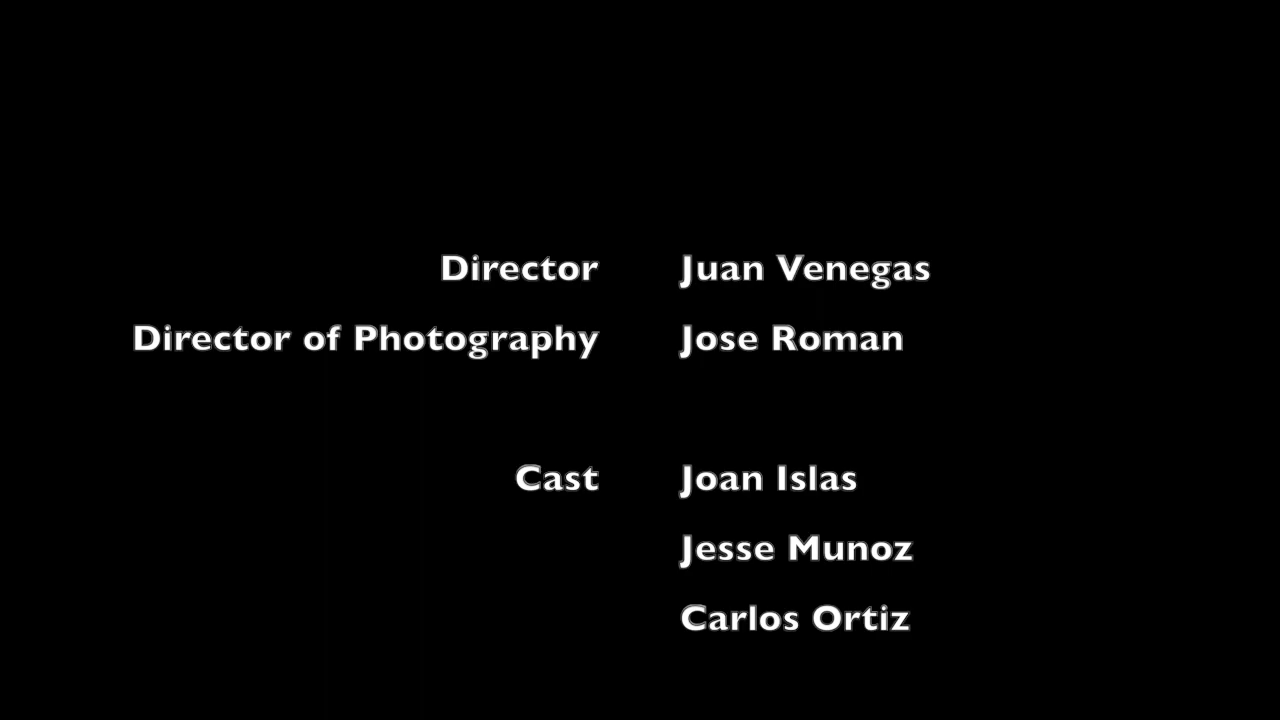 Director Juan Venegas
Director of Photography Jose Roman
Cast Joan Islas
Jesse Munoz
Carlos Ortiz